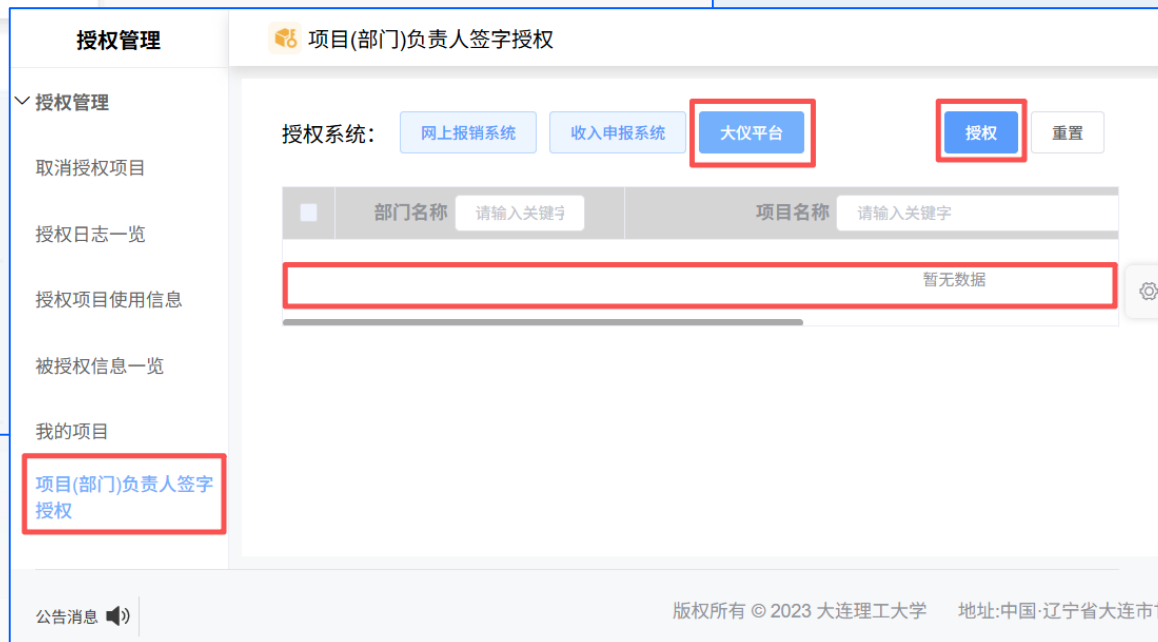 授权管理
项目(部门)负责人签字授权
授权管理
取消授权项目
授权日志一览
授权项目使用信息
被授权信息一览
我的项目
项目(部门)负责人签字
授权
授权系统： 网上报销系统 收入申报系统 大仪平台 授权 重置
部门名称 请输入关键字 项目名称 请输入关键字
暂无数据
公告消息
版权所有 © 2023 大连理工大学 地址:中国·辽宁省大连市